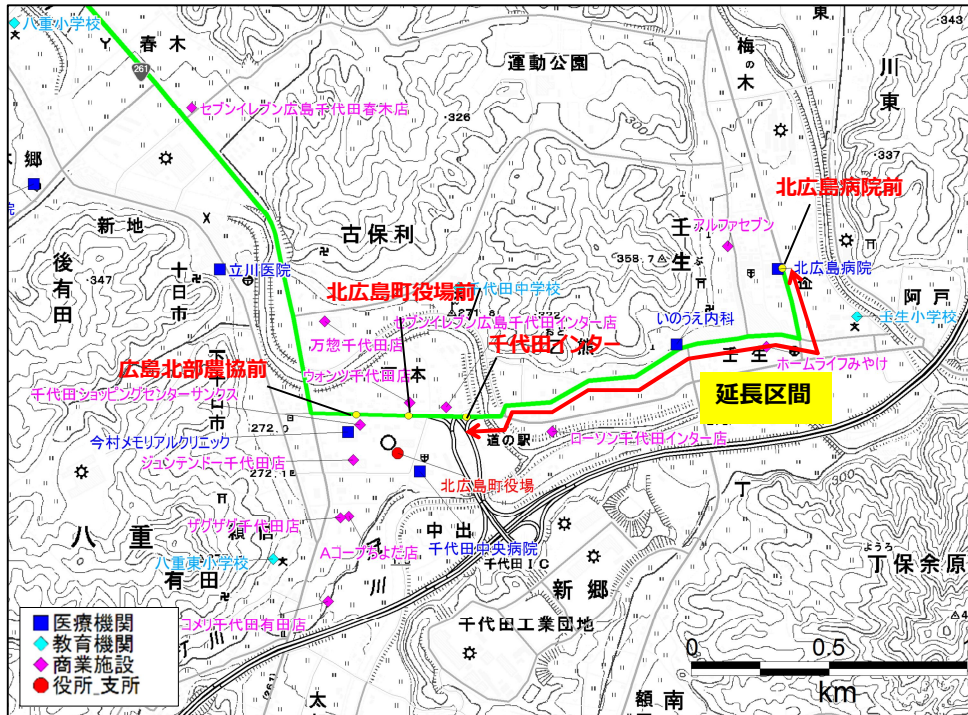 八重小学校
春木
261
セブンイレブン広島千代田春木店
運動公園
梅の木
東
川東
・343
・326
300
・337
郷
新地
後有田
・347
十日市
立川医院
古保利
北広島病院前
壬生
アルファセブン
358.7
北広島病院
阿戸
壬生小学校
北広島町役場前
代田中学校
271.8
セブンイレブン広島千代田インター店
千代田インター
いのうえ内科
万惣千代田店
壬生
ホームライフみやけ
広島北部農協前
ウォンツ千代田店
千代田ショッピングセンターサンクス
延長区間
272.0
今村メモリアルクリニック
道の駅
ローソン千代田インター店
ジュンテンドー千代田店
272.1
北広島町役場
ザグザグ千代田店
八重
有田
八重東小学校
Aコープちよだ店
中出
川
千代田中央病院
千代田IC
丁
新郷
千代田工業団地
ようろ
丁保余原
コメリ千代田有田店
川
(261)
太
額
南
医療機関
教育機関
商業施設
役所_支所
0
0.5
1
km